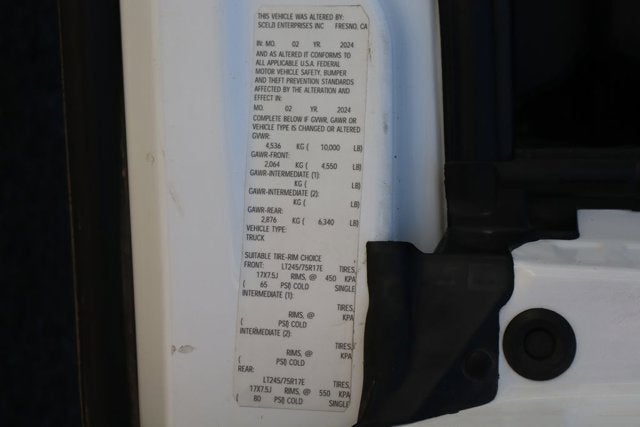 THIS VEHICLE WAS ALTERED BY:
SCELZI ENTERPRISES INC FRESNO, CA
IN: MO. 02 YR. 2024
AND AS ALTERED IT CONFORMS TO
ALL APPLICABLE U.S.A. FEDERAL
MOTOR VEHICLE SAFETY, BUMPER
AND THEFT PREVENTION STANDARDS
AFFECTED BY THE ALTERATION AND
EFFECT IN:
MO. 02 YR. 2024
COMPLETE BELOW IF GVWR, GAWR OR
VEHICLE TYPE IS CHANGED OR ALTERED
GVWR:
4,536 KG ( 10,000 LB)
GAWR-FRONT:
2,064 KG ( 4,550 LB)
GAWR-INTERMEDIATE (1):
KG ( LB)
GAWR-INTERMEDIATE (2):
KG ( LB)
GAWR-REAR:
2,876 KG ( 6,340 LB)
VEHICLE TYPE:
TRUCK
SUITABLE TIRE-RIM CHOICE
FRONT: LT245/75R17E TIRES,
17X7.5J RIMS, @ 450 KPA
( 65 PSI) COLD SINGLE
INTERMEDIATE (1):
TIRES,
RIMS, @ KPA
( PSI) COLD
INTERMEDIATE (2):
TIRES,
RIMS, @ KPA
( PSI) COLD
REAR:
LT245/75R17E TIRES,
17X7.5J RIMS, @ 550 KPA
( 80 PSI) COLD SINGLE